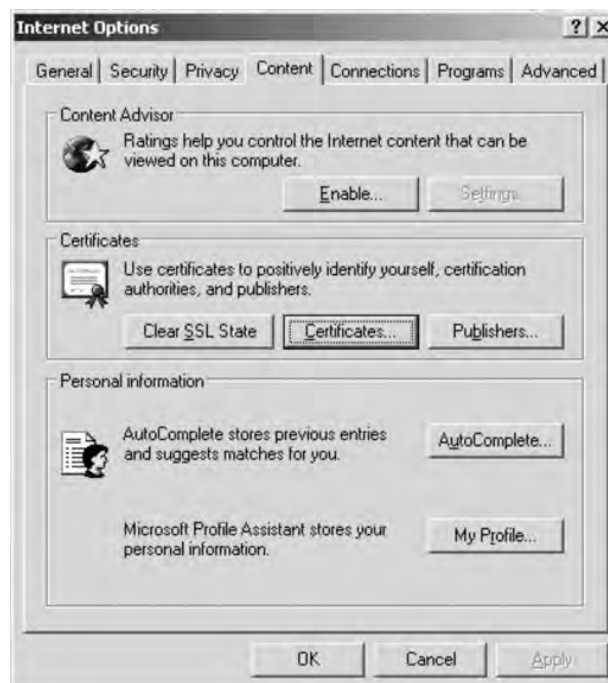 Internet Options
General Security Privacy Content Connections Programs Advanced
Content Advisor
Ratings help you control the Internet content that can be
viewed on this computer.
Enable... Settings...
Certificates
Use certificates to positively identify yourself, certification
authorities, and publishers.
Clear SSL State Certificates... Publishers...
Personal information
AutoComplete stores previous entries
and suggests matches for you.
AutoComplete...
Microsoft Profile Assistant stores your
personal information.
My Profile...
OK Cancel Apply